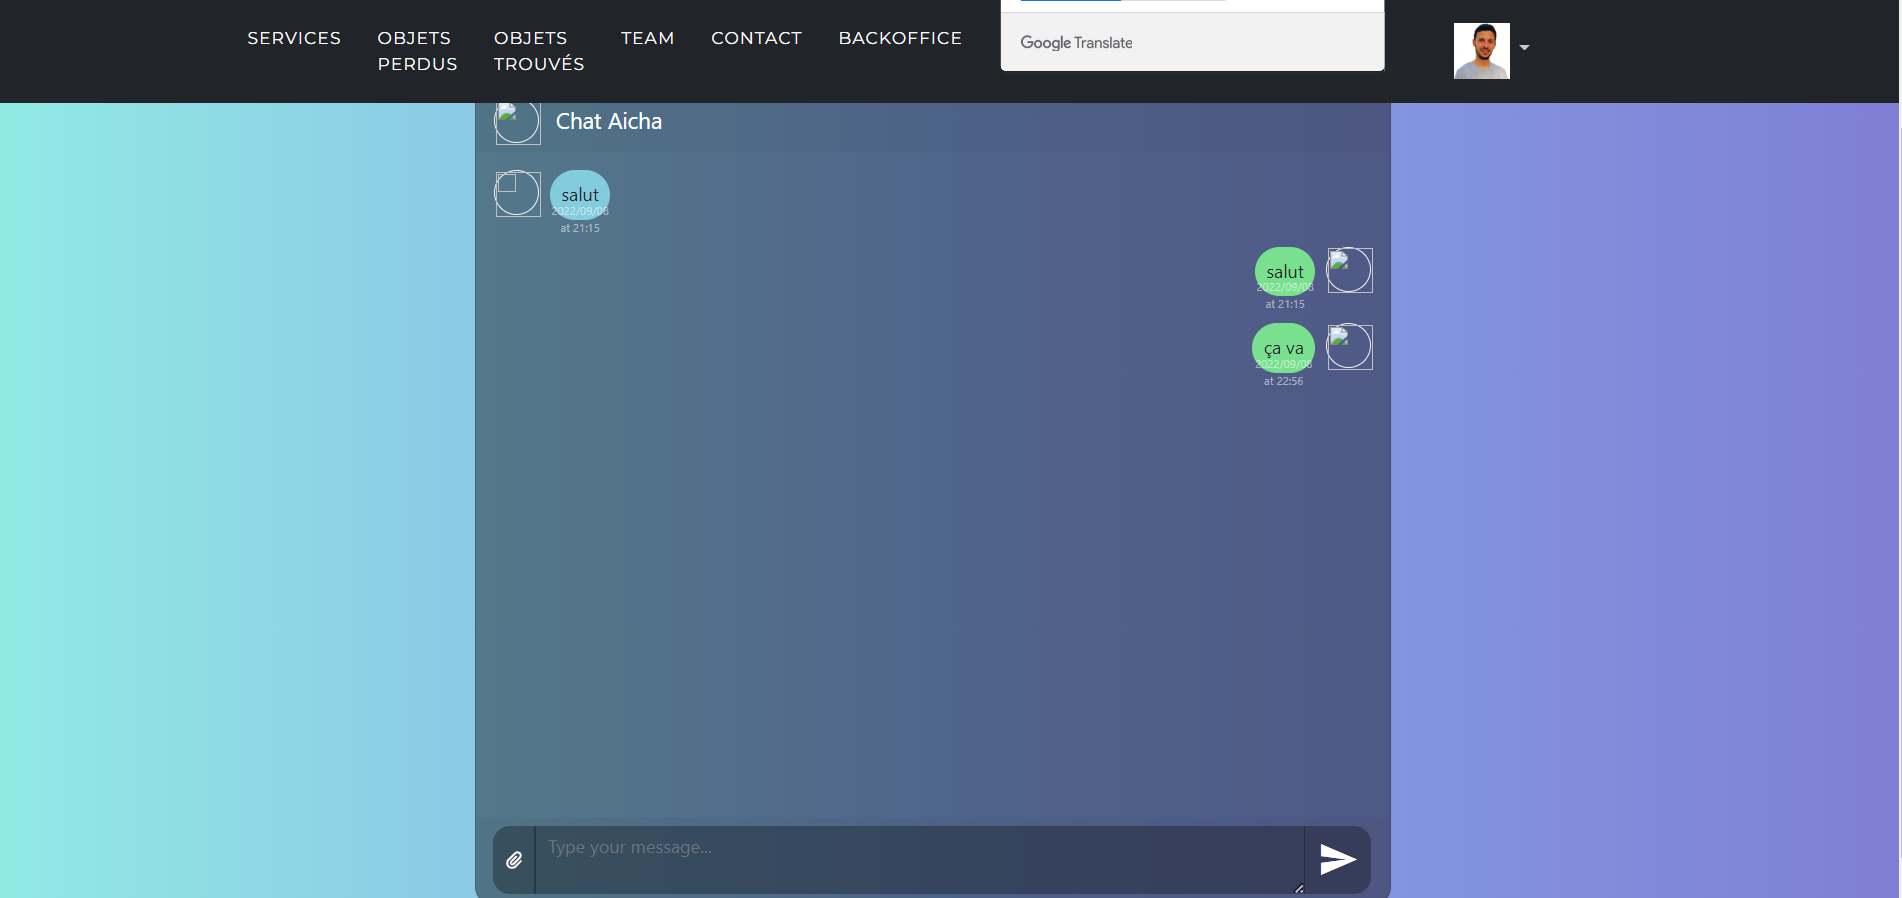 SERVICES
OBJETS
PERDUS
OBJETS
TROUVÉS
TEAM
CONTACT
BACKOFFICE
Google Translate
Chat Aicha
salut
2022/09/08
at 21:15
salut
2022/09/08
at 21:15
ça va
2022/09/08
at 22:56
Type your message...